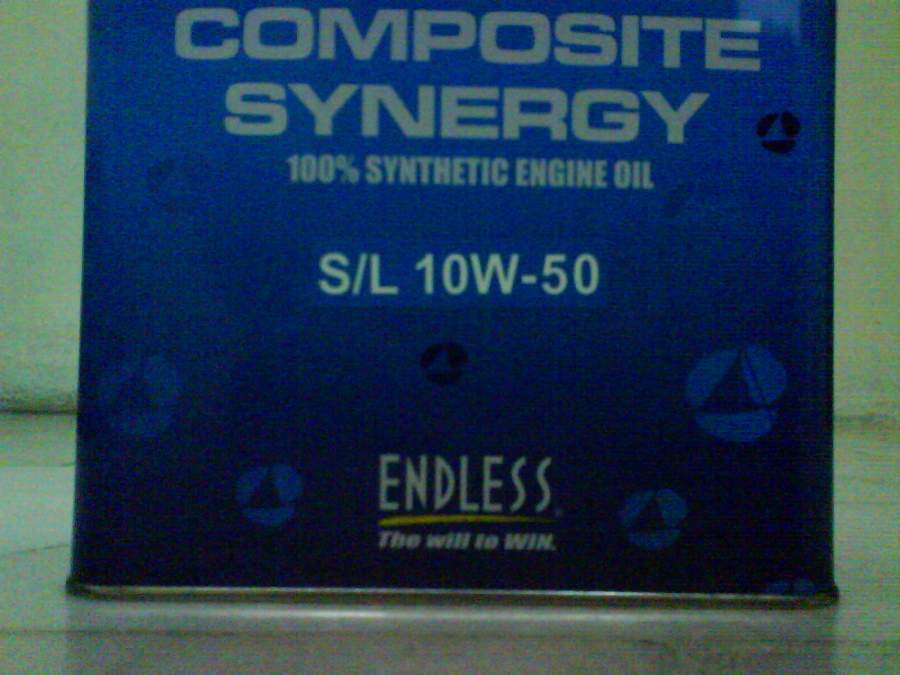 COMPOSITE
SYNERGY
100% SYNTHETIC ENGINE OIL
S/L 10W-50
ENDLESS
The will to WIN.